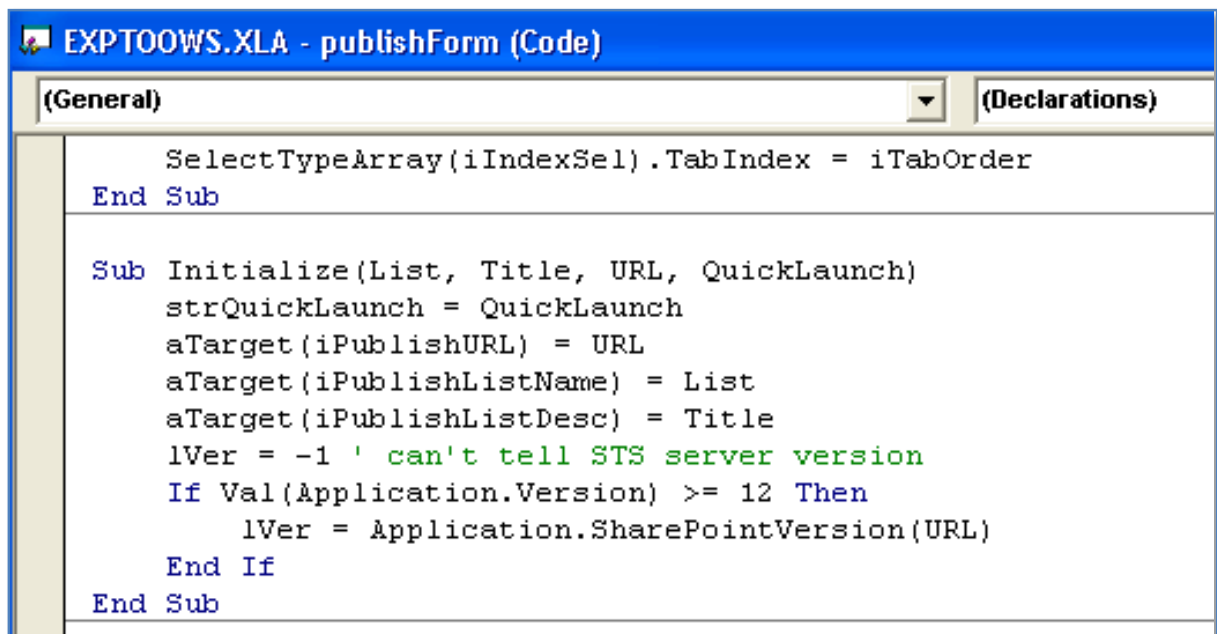 EXPTOOWS.XLA - publishForm (Code)
(General) (Declarations)
SelectTypeArray(iIndexSel).TabIndex = iTabOrder
End Sub
Sub Initialize(List, Title, URL, QuickLaunch)
strQuickLaunch = QuickLaunch
aTarget(iPublishURL) = URL
aTarget(iPublishListName) = List
aTarget(iPublishListDesc) = Title
lVer = -1 ' can't tell STS server version
If Val(Application.Version) >= 12 Then
lVer = Application.SharePointVersion(URL)
End If
End Sub